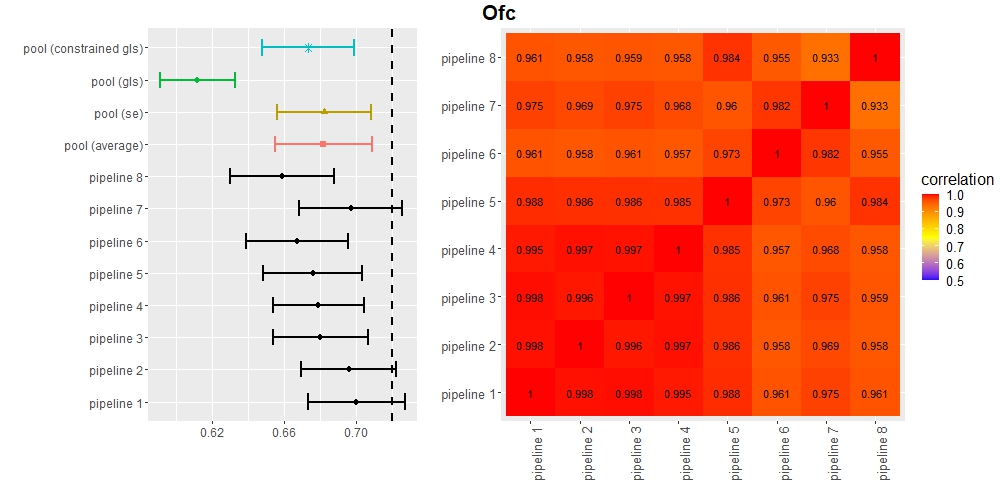 Ofc
pool (constrained gls)
pool (gls)
pool (se)
pool (average)
pipeline 8
pipeline 7
pipeline 6
pipeline 5
pipeline 4
pipeline 3
pipeline 2
pipeline 1
0.62 0.66 0.70
pipeline 8 0.961 0.958 0.959 0.958 0.984 0.955 0.933 1
pipeline 7 0.975 0.969 0.975 0.968 0.96 0.982 1 0.933
pipeline 6 0.961 0.958 0.961 0.957 0.973 1 0.982 0.955
pipeline 5 0.988 0.986 0.986 0.985 1 0.973 0.96 0.984
pipeline 4 0.995 0.997 0.997 1 0.985 0.957 0.968 0.958
pipeline 3 0.998 0.996 1 0.997 0.986 0.961 0.975 0.959
pipeline 2 0.998 1 0.996 0.997 0.986 0.958 0.969 0.958
pipeline 1 1 0.998 0.998 0.995 0.988 0.961 0.975 0.961
pipeline 1
pipeline 2
pipeline 3
pipeline 4
pipeline 5
pipeline 6
pipeline 7
pipeline 8
correlation
1.0
0.9
0.8
0.7
0.6
0.5